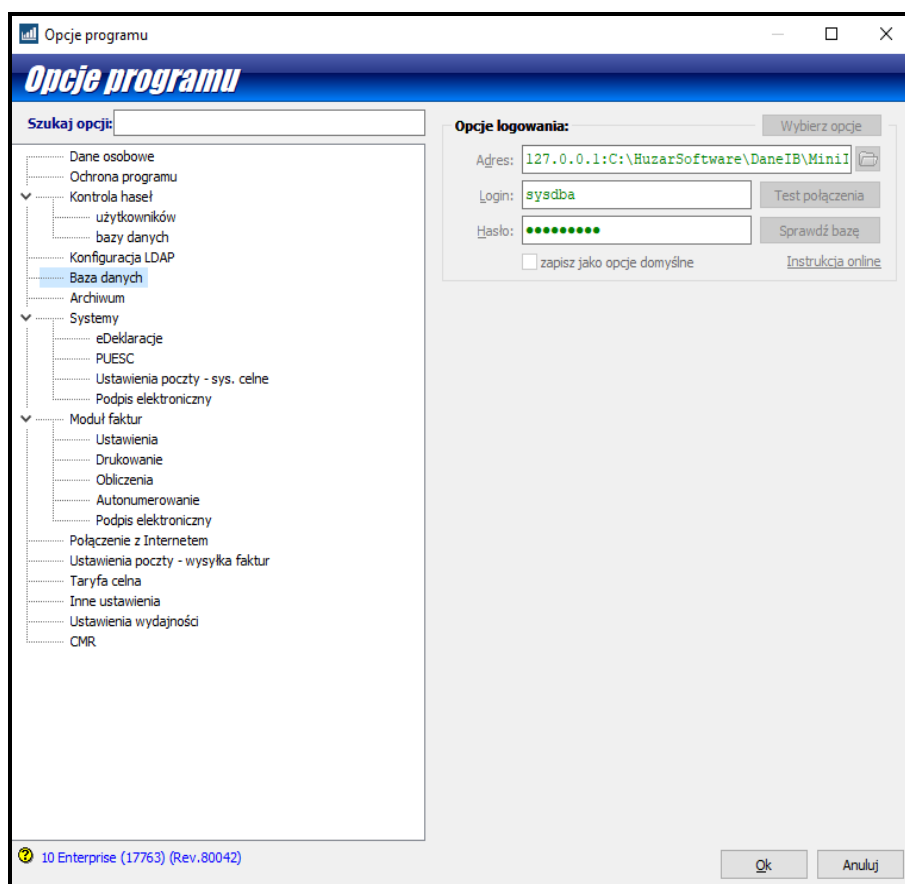 Opcje programu
Opcje programu
Szukaj opcji:
Dane osobowe
Ochrona programu
Kontrola haseł
użytkowników
bazy danych
Konfiguracja LDAP
Baza danych
Archiwum
Systemy
eDeklaracje
PUESC
Ustawienia poczty - sys. celne
Podpis elektroniczny
Moduł faktur
Ustawienia
Drukowanie
Obliczenia
Autonumerowanie
Podpis elektroniczny
Połączenie z Internetem
Ustawienia poczty - wysyłka faktur
Taryfa celna
Inne ustawienia
Ustawienia wydajności
CMR
Opcje logowania: Wybierz opcje
Adres: 127.0.0.1:C:\HuzarSoftware\DaneIB\MiniI
Login: sysdba Test połączenia
Hasło: ●●●●●●●●● Sprawdź bazę
zapisz jako opcje domyślne Instrukcja online
10 Enterprise (17763) (Rev.80042)
Ok Anuluj